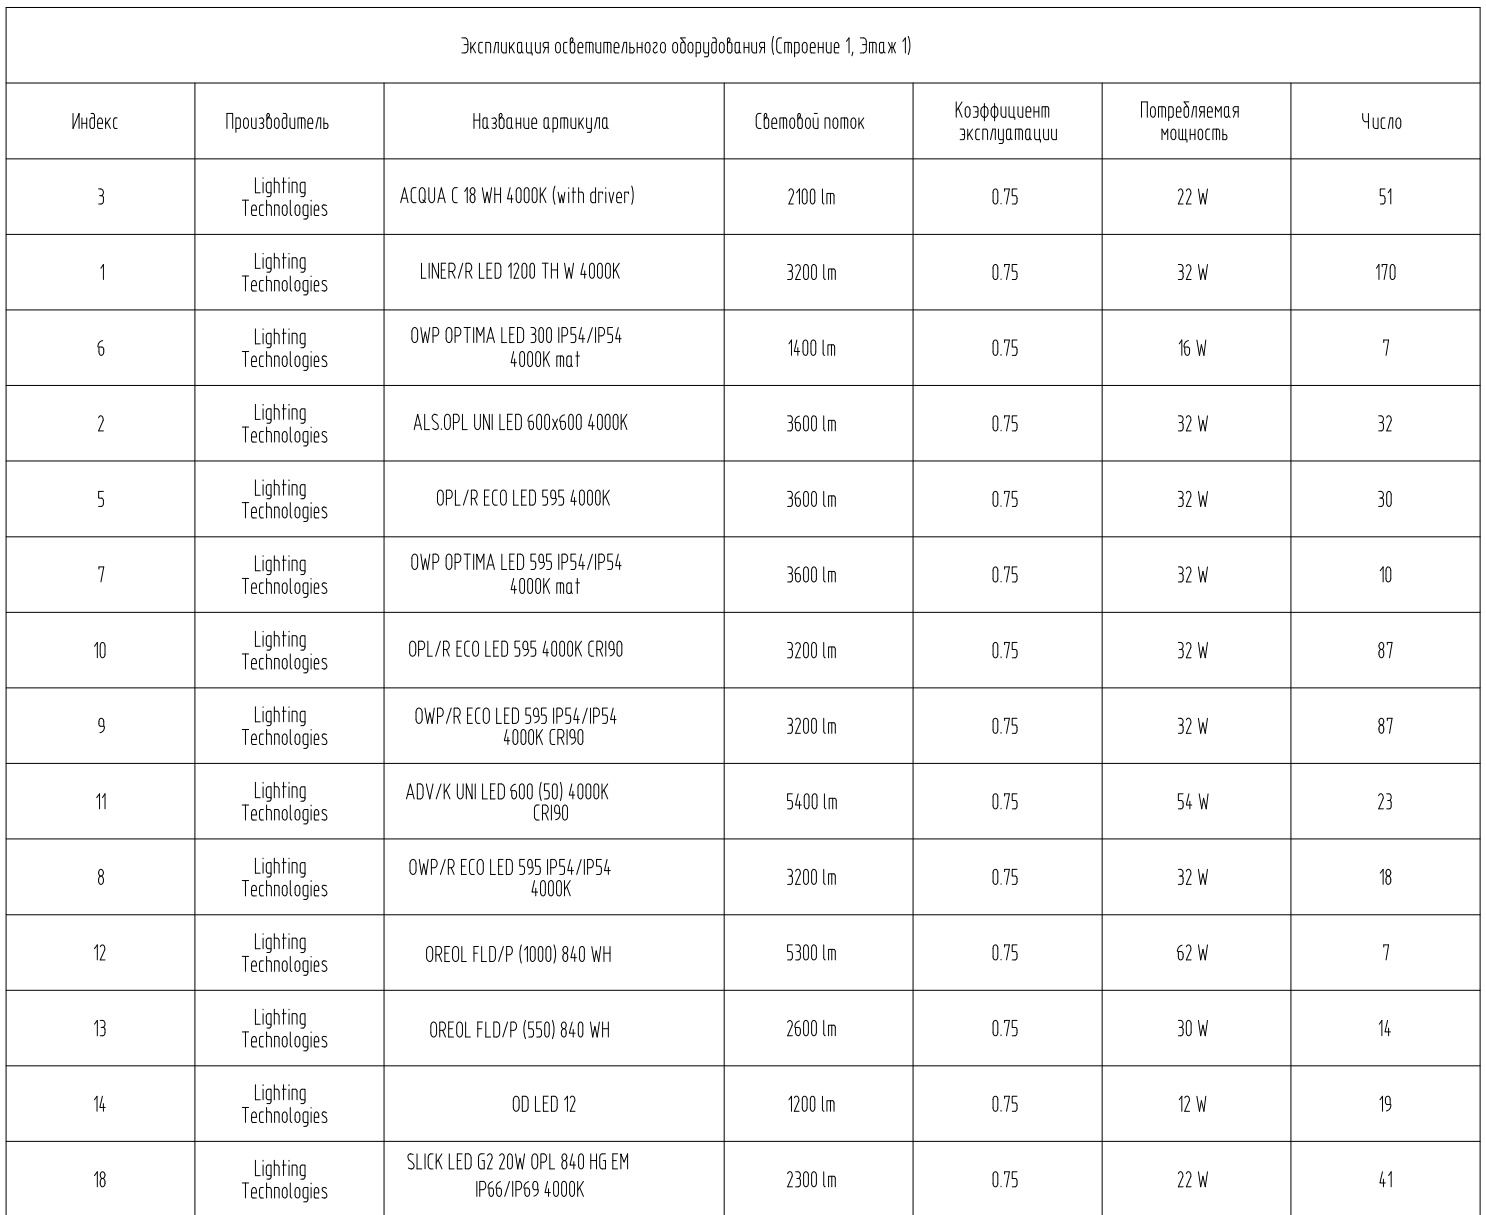 Экспликация осветительного оборудования (Строение 1, Этаж 1)
Индекс
Производитель
Название артикула
Световой поток
Коэффициент
эксплуатации
Потребляемая
мощность
Число
3
Lighting
Technologies
ACQUA C 18 WH 4000K (with driver)
2100 lm
0.75
22 W
51
1
Lighting
Technologies
LINER/R LED 1200 TH W 4000K
3200 lm
0.75
32 W
170
6
Lighting
Technologies
OWP OPTIMA LED 300 IP54/IP54
4000K mat
1400 lm
0.75
16 W
7
2
Lighting
Technologies
ALS.OPL UNI LED 600x600 4000K
3600 lm
0.75
32 W
32
5
Lighting
Technologies
OPL/R ECO LED 595 4000K
3600 lm
0.75
32 W
30
7
Lighting
Technologies
OWP OPTIMA LED 595 IP54/IP54
4000K mat
3600 lm
0.75
32 W
10
10
Lighting
Technologies
OPL/R ECO LED 595 4000K CRI90
3200 lm
0.75
32 W
87
9
Lighting
Technologies
OWP/R ECO LED 595 IP54/IP54
4000K CRI90
3200 lm
0.75
32 W
87
11
Lighting
Technologies
ADV/K UNI LED 600 (50) 4000K
CRI90
5400 lm
0.75
54 W
23
8
Lighting
Technologies
OWP/R ECO LED 595 IP54/IP54
4000K
3200 lm
0.75
32 W
18
12
Lighting
Technologies
OREOL FLD/P (1000) 840 WH
5300 lm
0.75
62 W
7
13
Lighting
Technologies
OREOL FLD/P (550) 840 WH
2600 lm
0.75
30 W
14
14
Lighting
Technologies
OD LED 12
1200 lm
0.75
12 W
19
18
Lighting
Technologies
SLICK LED G2 20W OPL 840 HG EM
IP66/IP69 4000K
2300 lm
0.75
22 W
41